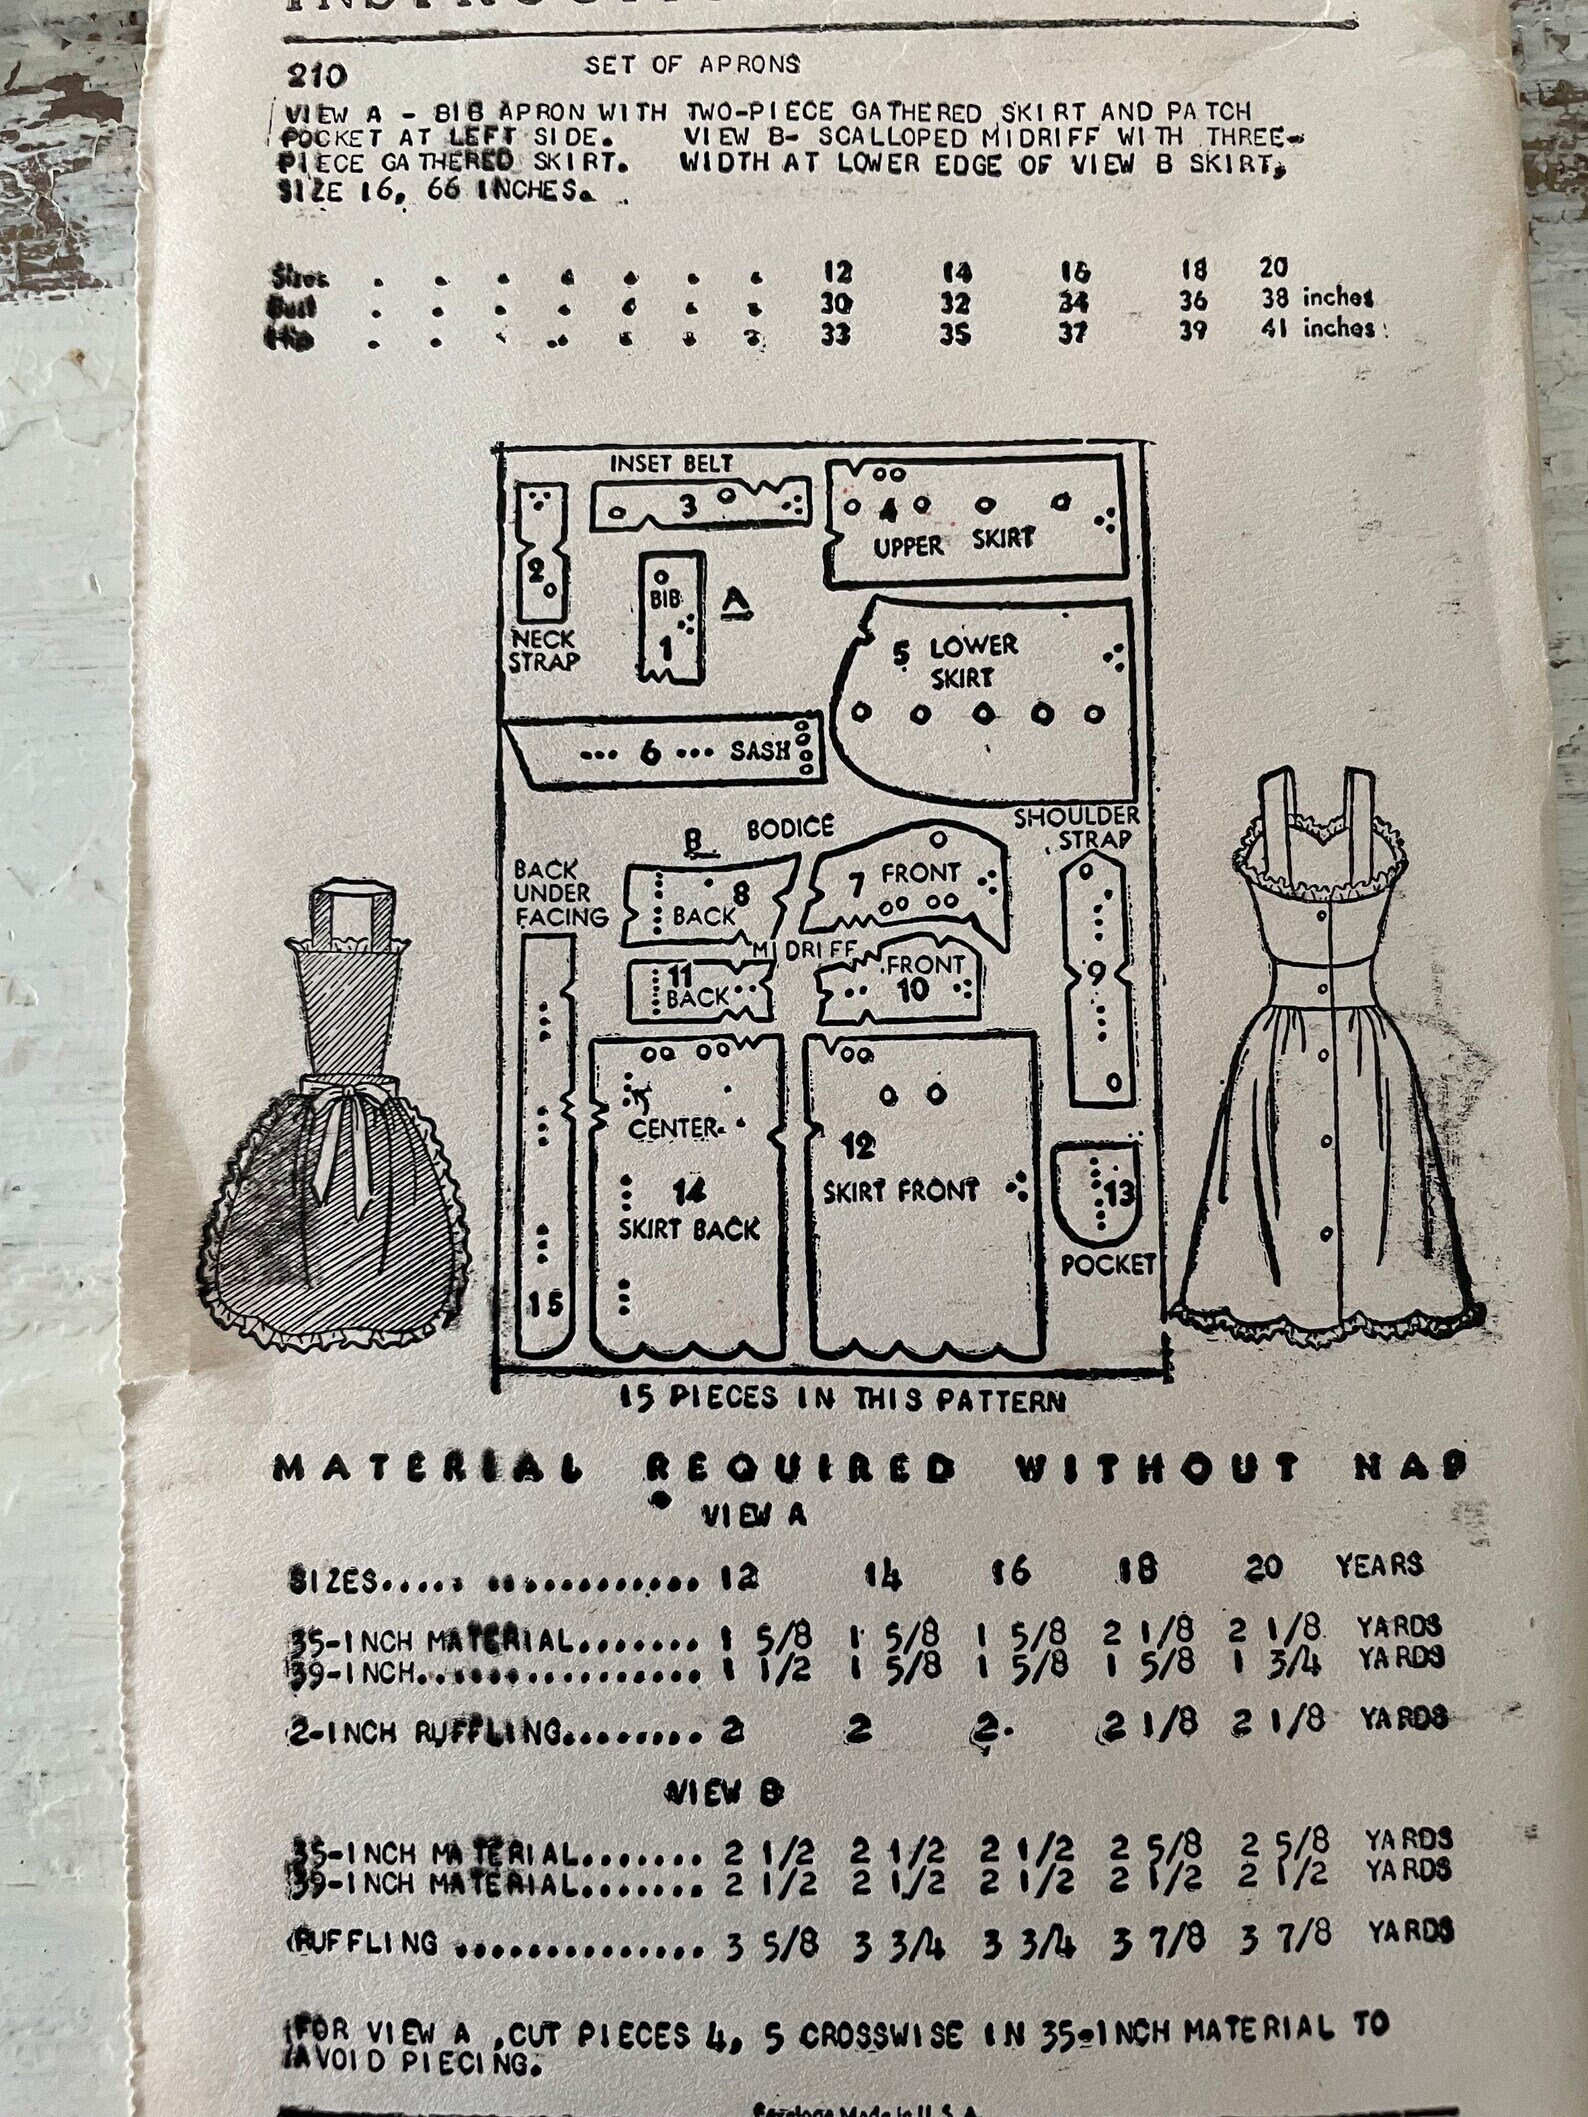 210 SET OF APRONS
VIEW A - BIB APRON WITH TWO-PIECE GATHERED SKIRT AND PATCH
POCKET AT LEFT SIDE. VIEW B- SCALLOPED MIDRIFF WITH THREE-
PIECE GATHERED SKIRT. WIDTH AT LOWER EDGE OF VIEW B SKIRT,
SIZE 16, 66 INCHES.
Sizes . . . . . . . 12 14 16 18 20
Bust . . . . . . . 30 32 34 36 38 inches
Hip . . . . . . . 33 35 37 39 41 inches
INSET BELT
3
4
UPPER SKIRT
2
NECK
STRAP
BIB
1
A
5 LOWER
SKIRT
6 SASH
B BODICE
SHOULDER
STRAP
BACK
UNDER
FACING
8
BACK
7 FRONT
MIDRIFF
11
BACK
FRONT
10
9
CENTER
14
SKIRT BACK
12
SKIRT FRONT
13
POCKET
15
15 PIECES IN THIS PATTERN
MATERIAL REQUIRED WITHOUT NAP
VIEW A
SIZES..... ............ 12 14 16 18 20 YEARS
35-INCH MATERIAL....... 1 5/8 1 5/8 1 5/8 2 1/8 2 1/8 YARDS
39-INCH................ 1 1/2 1 5/8 1 5/8 1 5/8 1 3/4 YARDS
2-INCH RUFFLING........ 2 2 2. 2 1/8 2 1/8 YARDS
VIEW B
35-INCH MATERIAL....... 2 1/2 2 1/2 2 1/2 2 5/8 2 5/8 YARDS
39-INCH MATERIAL....... 2 1/2 2 1/2 2 1/2 2 1/2 2 1/2 YARDS
RUFFLING .............. 3 5/8 3 3/4 3 3/4 3 7/8 3 7/8 YARDS
FOR VIEW A ,CUT PIECES 4, 5 CROSSWISE IN 35-INCH MATERIAL TO
AVOID PIECING.
Made in U.S.A.